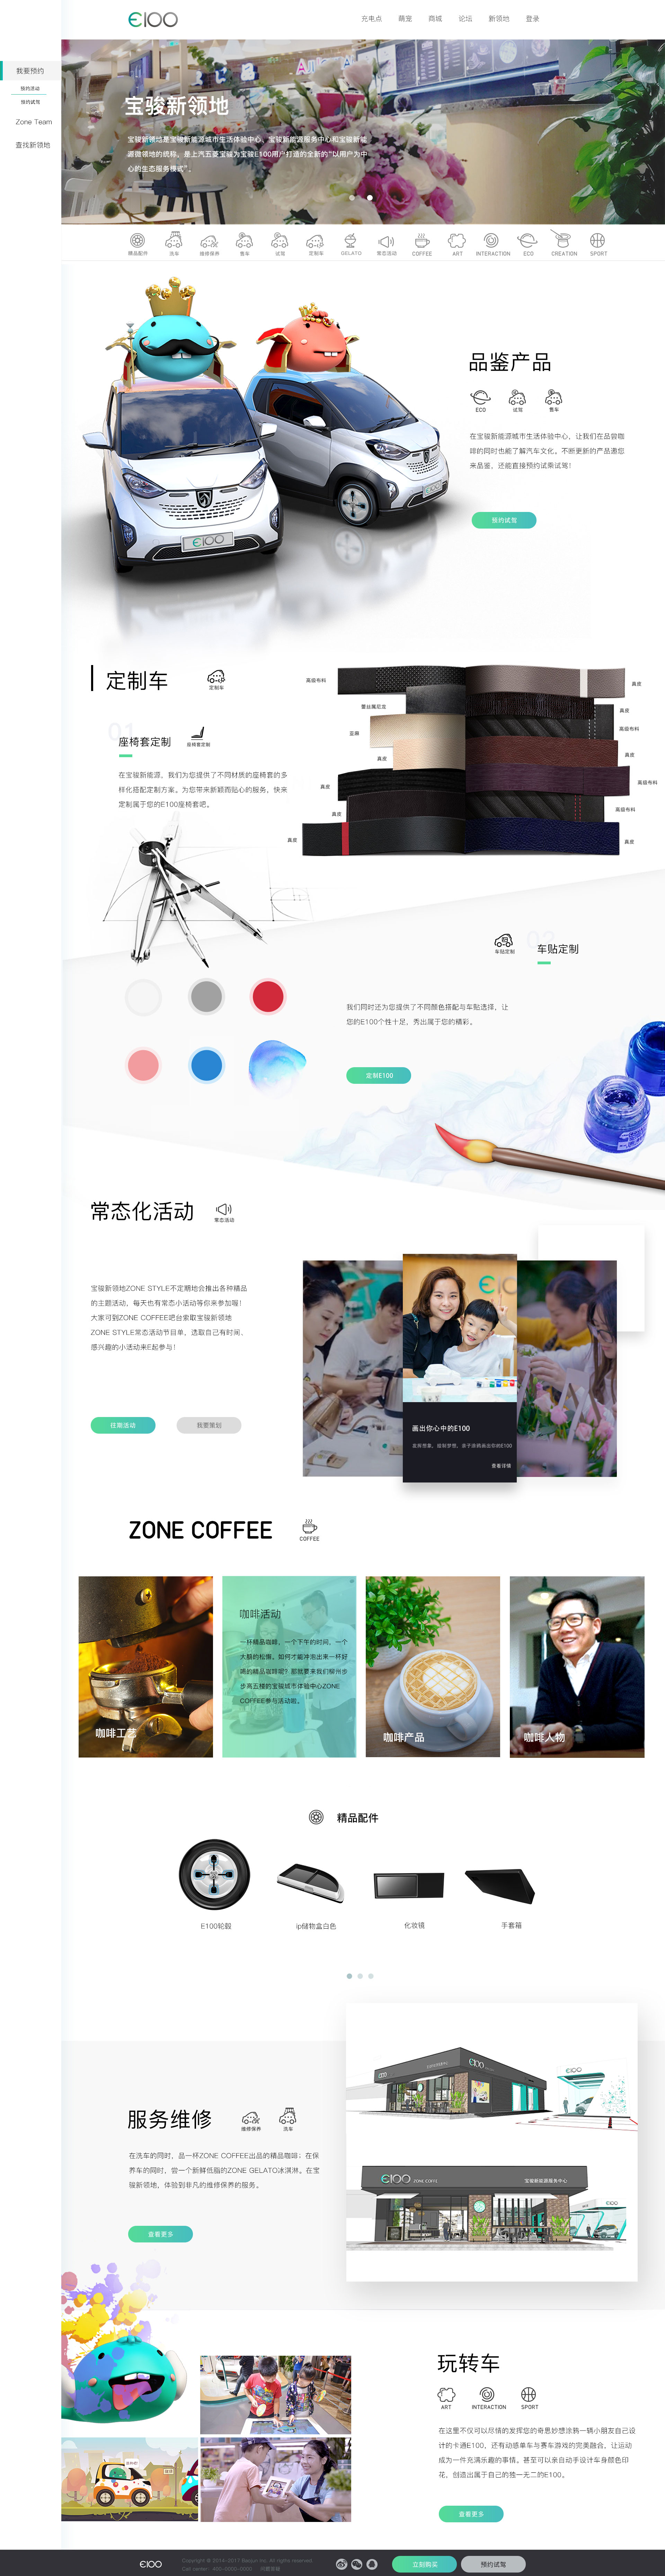 E100
充电点 萌宠 商城 论坛 新领地 登录
我要预约
预约活动
预约试驾
Zone Team
查找新领地
宝骏新领地
宝骏新领地是宝骏新能源城市生活体验中心、宝骏新能源服务中心和宝骏新能
源微领地的统称，是上汽五菱宝骏为宝骏E100用户打造的全新的“以用户为中
心的生态服务模式”。
精品配件 洗车 维修保养 售车 试驾 定制车 GELATO 常态活动 COFFEE ART INTERACTION ECO CREATION SPORT
品鉴产品
ECO 试驾 售车
在宝骏新能源城市生活体验中心，让我们在品尝咖
啡的同时也能了解汽车文化。不断更新的产品邀您
来品鉴，还能直接预约试乘试驾！
预约试驾
E100
E100
定制车
定制车
01
座椅套定制
座椅套定制
在宝骏新能源，我们为您提供了不同材质的座椅套的多
样化搭配定制方案。为您带来新颖而贴心的服务，快来
定制属于您的E100座椅套吧。
高级布料
蕾丝属尼龙
亚麻
真皮
真皮
真皮
真皮
真皮
真皮
高级布料
真皮
高级布料
高级布料
真皮
02
车贴定制
车贴定制
我们同时还为您提供了不同颜色搭配与车贴选择，让
您的E100个性十足，秀出属于您的精彩。
定制E100
常态化活动
常态活动
宝骏新领地ZONE STYLE不定期地会推出各种精品
的主题活动，每天也有常态小活动等你来参加喔！
大家可到ZONE COFFEE吧台索取宝骏新领地
ZONE STYLE常态活动节目单，选取自己有时间、
感兴趣的小活动来E起参与！
往期活动
我要策划
画出你心中的E100
查看详情
ZONE COFFEE
COFFEE
咖啡工艺
咖啡活动
一杯精品咖啡，一个下午的时间，一个
大脑的松懈。如何才能冲泡出来一杯好
喝的精品咖啡呢？那就要来我们柳州步
步高五楼的宝骏城市体验中心ZONE
COFFEE参与活动啦。
咖啡产品
咖啡人物
精品配件
E100轮毂
ip储物盒白色
化妆镜
手套箱
服务维修
维修保养 洗车
在洗车的同时，品一杯ZONE COFFEE出品的精品咖啡；在保
养车的同时，尝一个新鲜低脂的ZONE GELATO冰淇淋。在宝
骏新领地，体验到非凡的维修保养的服务。
查看更多
E100
E100 ZONE COFFE 宝骏新能源服务中心
玩转车
ART INTERACTION SPORT
在这里不仅可以尽情的发挥您的奇思妙想涂鸦一辆小朋友自己设
计的卡通E100，还有动感单车与赛车游戏的完美融合，让运动
成为一件充满乐趣的事情。甚至可以亲自动手设计车身颜色印
花，创造出属于自己的独一无二的E100。
查看更多
E100
立刻购买
预约试驾